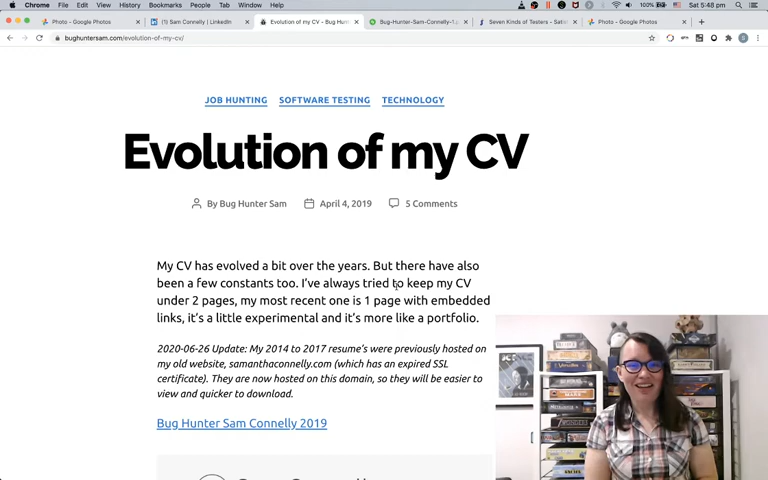 Chrome File Edit View History Bookmarks People Tab Window Help 100% Sat 5:48 pm
Photo - Google Photos (1) Sam Connelly | LinkedIn Evolution of my CV – Bug Hun Bug-Hunter-Sam-Connelly-1. Seven Kinds of Testers - Satis Photo - Google Photos
bughuntersam.com/evolution-of-my-cv/
JOB HUNTING SOFTWARE TESTING TECHNOLOGY
Evolution of my CV
By Bug Hunter Sam April 4, 2019 5 Comments
My CV has evolved a bit over the years. But there have also
been a few constants too. I've always tried to keep my CV
under 2 pages, my most recent one is 1 page with embedded
links, it's a little experimental and it's more like a portfolio.
2020-06-26 Update: My 2014 to 2017 resume's were previously hosted on
my old website, samanthaconnelly.com (which has an expired SSL
certificate). They are now hosted on this domain, so they will be easier to
view and quicker to download.
Bug Hunter Sam Connelly 2019